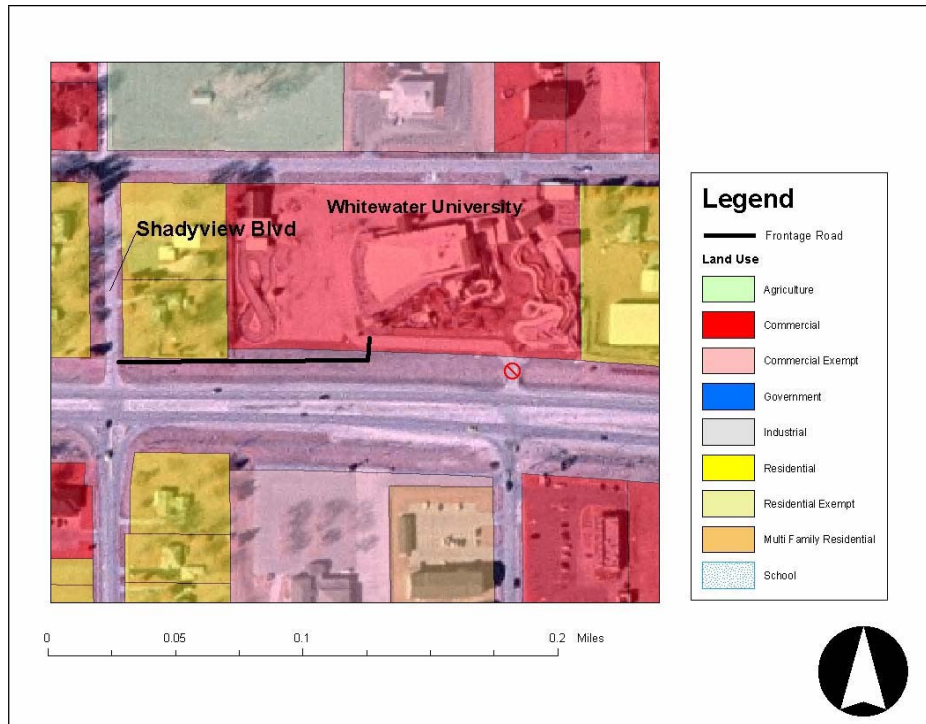 Whitewater University
Shadyview Blvd
Legend
Frontage Road
Land Use
Agriculture
Commercial
Commercial Exempt
Government
Industrial
Residential
Residential Exempt
Multi Family Residential
School
0 0.05 0.1 0.2 Miles